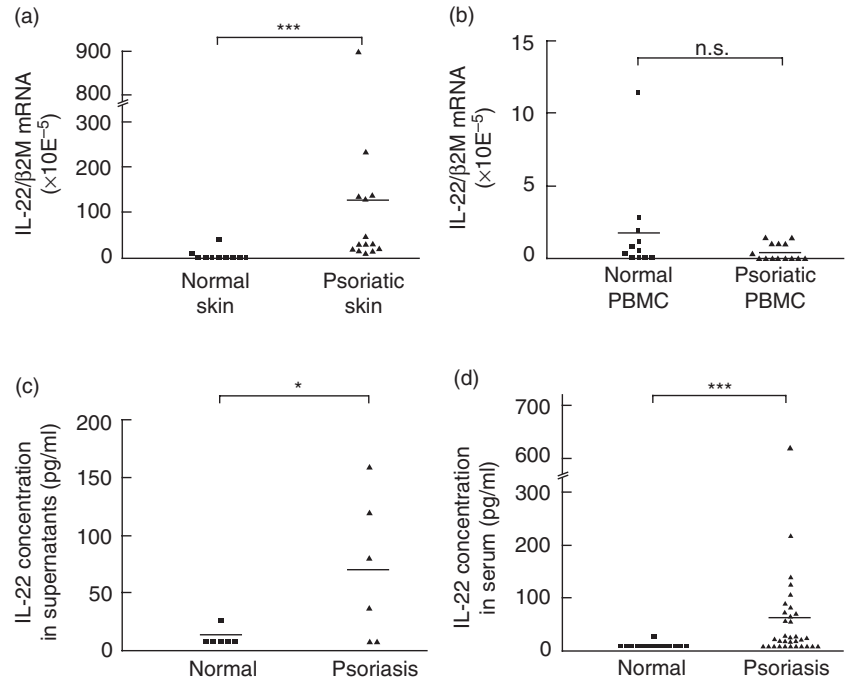 (a)
***
IL-22/β2M mRNA
(×10E⁻⁵)
900
800
300
200
100
0
Normal
skin
Psoriatic
skin
(b)
n.s.
IL-22/β2M mRNA
(×10E⁻⁵)
15
10
5
0
Normal
PBMC
Psoriatic
PBMC
(c)
*
IL-22 concentration
in supernatants (pg/ml)
200
150
100
50
0
Normal
Psoriasis
(d)
***
IL-22 concentration
in serum (pg/ml)
700
600
300
200
100
0
Normal
Psoriasis